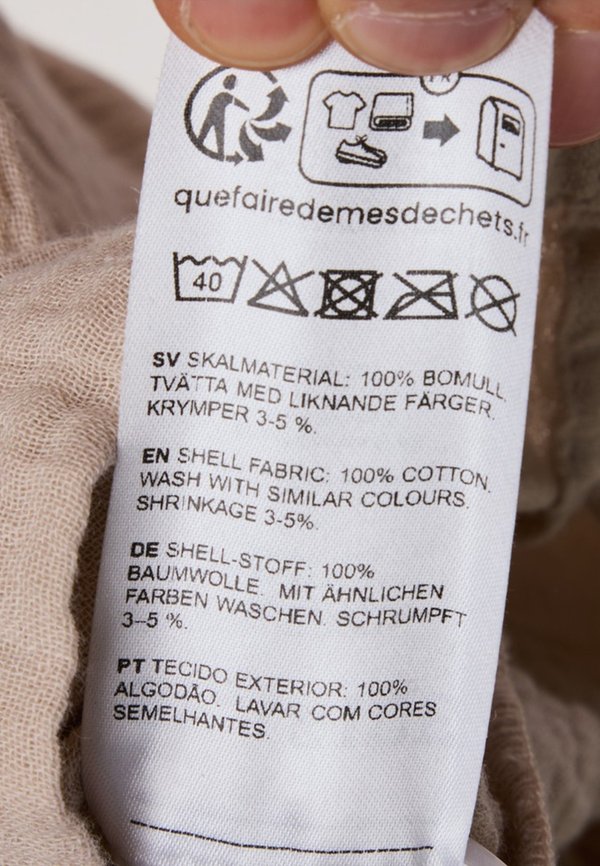 FR
quefairedemesdechets.fr
40
SV SKALMATERIAL: 100% BOMULL.
TVÄTTA MED LIKNANDE FÄRGER.
KRYMPER 3-5 %.
EN SHELL FABRIC: 100% COTTON.
WASH WITH SIMILAR COLOURS.
SHRINKAGE 3-5%.
DE SHELL-STOFF: 100%
BAUMWOLLE. MIT ÄHNLICHEN
FARBEN WASCHEN. SCHRUMPFT
3–5 %.
PT TECIDO EXTERIOR: 100%
ALGODÃO. LAVAR COM CORES
SEMELHANTES.